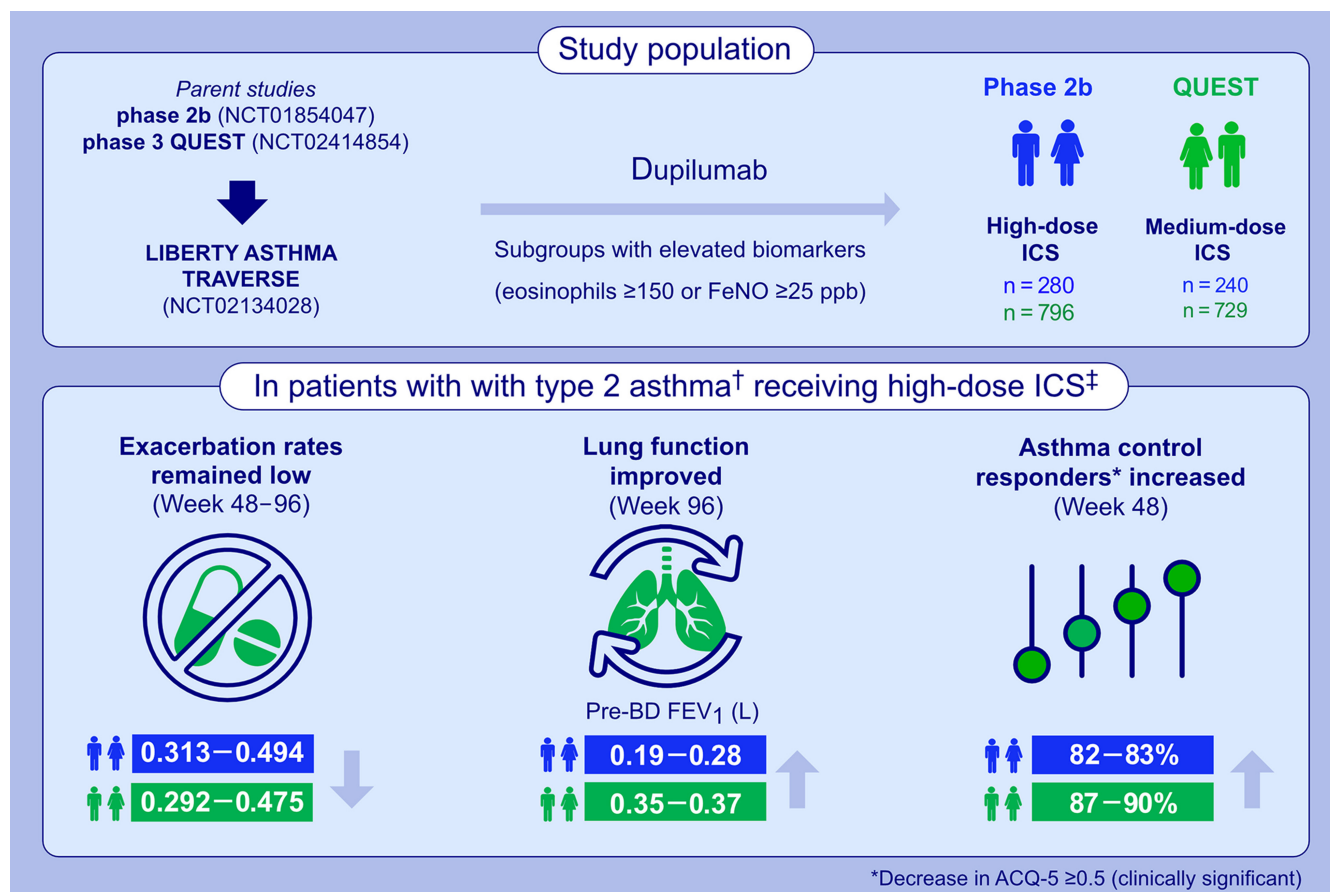 Study population
Parent studies
phase 2b (NCT01854047)
phase 3 QUEST (NCT02414854)
LIBERTY ASTHMA
TRAVERSE
(NCT02134028)
Dupilumab
Subgroups with elevated biomarkers
(eosinophils ≥150 or FeNO ≥25 ppb)
Phase 2b
QUEST
High-dose
ICS
n = 280
n = 796
Medium-dose
ICS
n = 240
n = 729
In patients with with type 2 asthma† receiving high-dose ICS‡
Exacerbation rates
remained low
(Week 48–96)
0.313–0.494
0.292–0.475
Lung function
improved
(Week 96)
Pre-BD FEV1 (L)
0.19–0.28
0.35–0.37
Asthma control
responders* increased
(Week 48)
82–83%
87–90%
*Decrease in ACQ-5 ≥0.5 (clinically significant)